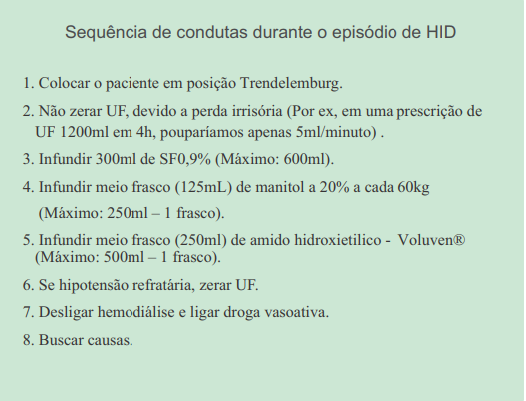 Sequência de condutas durante o episódio de HID
1. Colocar o paciente em posição Trendelemburg.
2. Não zerar UF, devido a perda irrisória (Por ex, em uma prescrição de
UF 1200ml em 4h, pouparíamos apenas 5ml/minuto) .
3. Infundir 300ml de SF0,9% (Máximo: 600ml).
4. Infundir meio frasco (125mL) de manitol a 20% a cada 60kg
(Máximo: 250ml – 1 frasco).
5. Infundir meio frasco (250ml) de amido hidroxietilico - Voluven®
(Máximo: 500ml – 1 frasco).
6. Se hipotensão refratária, zerar UF.
7. Desligar hemodiálise e ligar droga vasoativa.
8. Buscar causas.